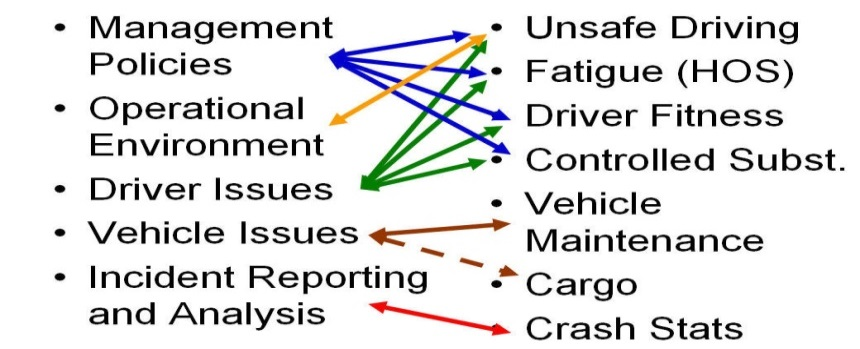 • Management
Policies
• Operational
Environment
• Driver Issues
• Vehicle Issues
• Incident Reporting
and Analysis
• Unsafe Driving
• Fatigue (HOS)
• Driver Fitness
• Controlled Subst.
• Vehicle
Maintenance
• Cargo
• Crash Stats